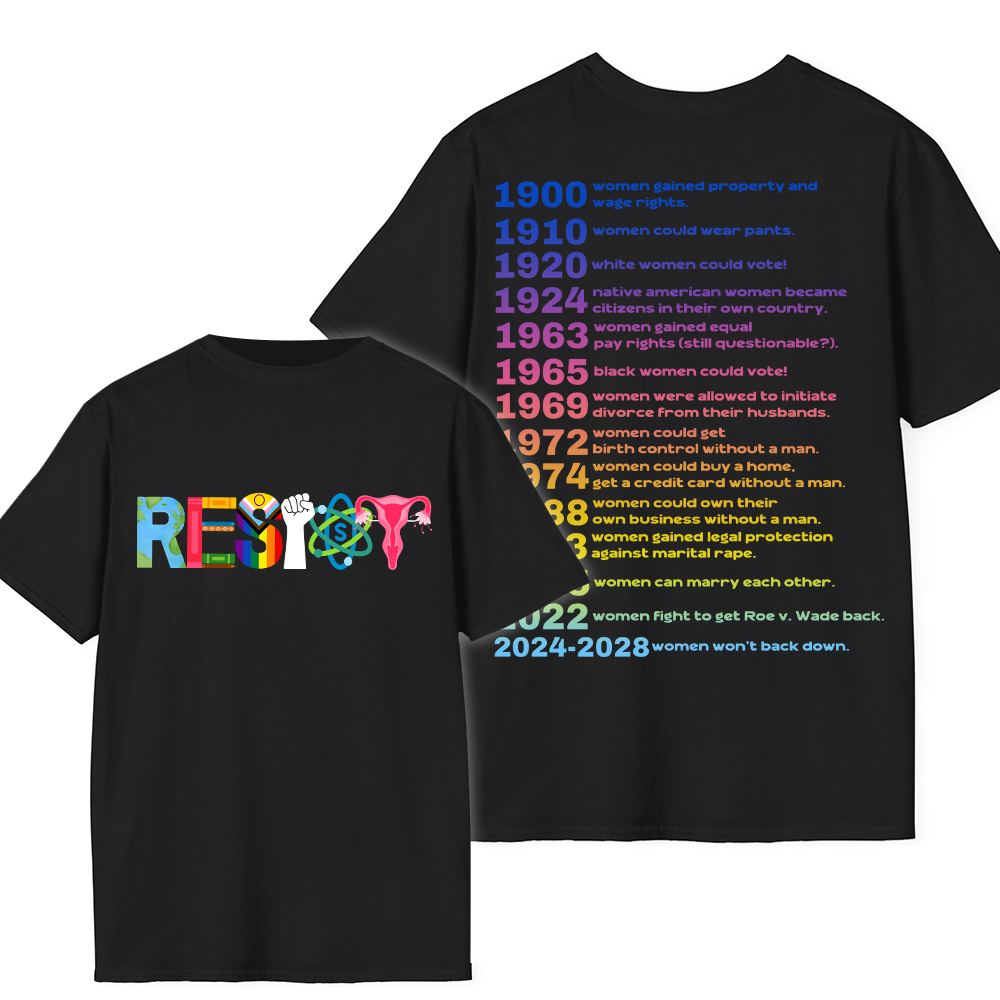 RESIST
1900 women gained property and
wage rights.
1910 women could wear pants.
1920 white women could vote!
1924 native american women became
citizens in their own country.
1963 women gained equal
pay rights (still questionable?).
1965 black women could vote!
1969 women were allowed to initiate
divorce from their husbands.
1972 women could get
birth control without a man.
974 women could buy a home,
get a credit card without a man.
88 women could own their
own business without a man.
3 women gained legal protection
against marital rape.
women can marry each other.
2022 women fight to get Roe v. Wade back.
2024-2028 women won't back down.